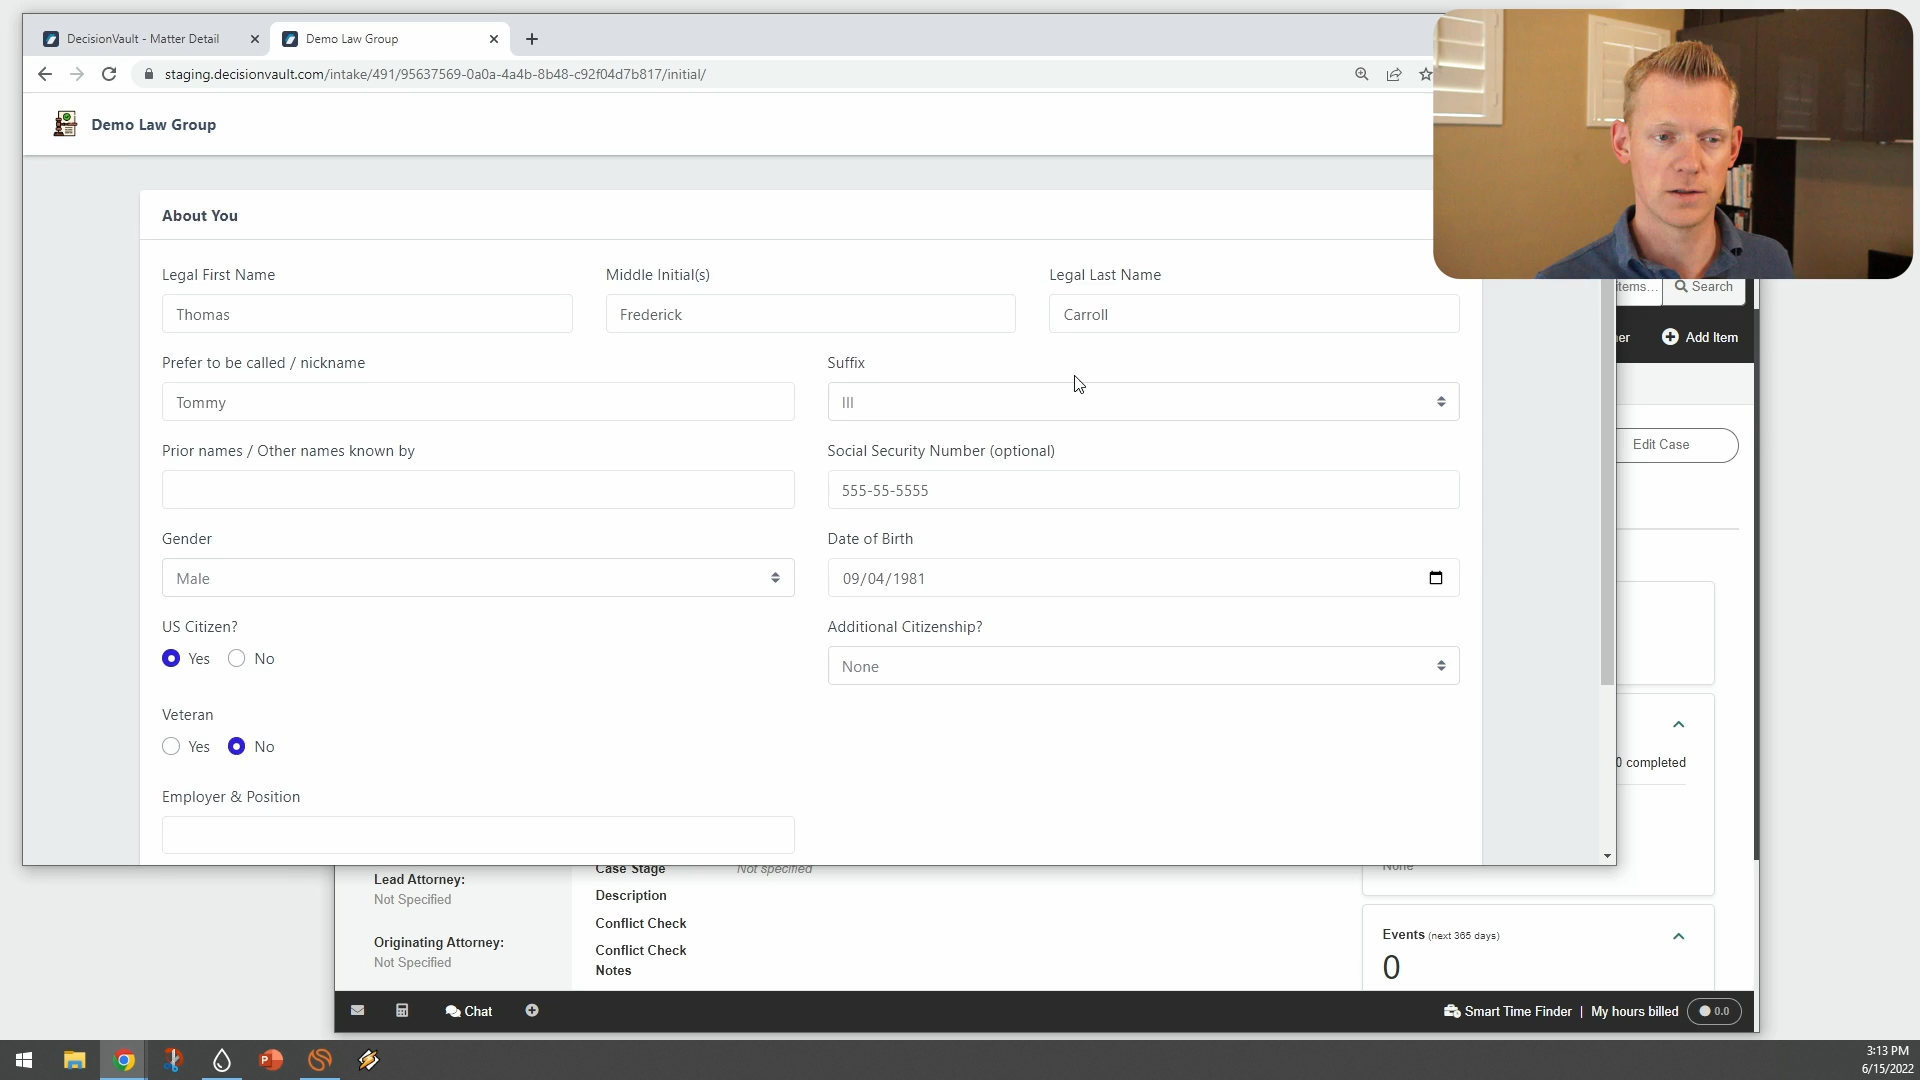 DecisionVault - Matter Detail
Demo Law Group
staging.decisionvault.com/intake/491/95637569-0a0a-4a4b-8b48-c92f04d7b817/initial/
Demo Law Group
About You
Legal First Name
Middle Initial(s)
Legal Last Name
Thomas
Frederick
Carroll
Prefer to be called / nickname
Suffix
Tommy
III
Prior names / Other names known by
Social Security Number (optional)
555-55-5555
Gender
Date of Birth
Male
09/04/1981
US Citizen?
Additional Citizenship?
Yes
No
None
Veteran
Yes
No
Employer & Position
tems...
Search
er
Add Item
Edit Case
0 completed
None
Lead Attorney:
Not Specified
Originating Attorney:
Not Specified
Case Stage
Not specified
Description
Conflict Check
Conflict Check
Notes
Events (next 365 days)
0
Chat
Smart Time Finder | My hours billed
0.0
3:13 PM
6/15/2022